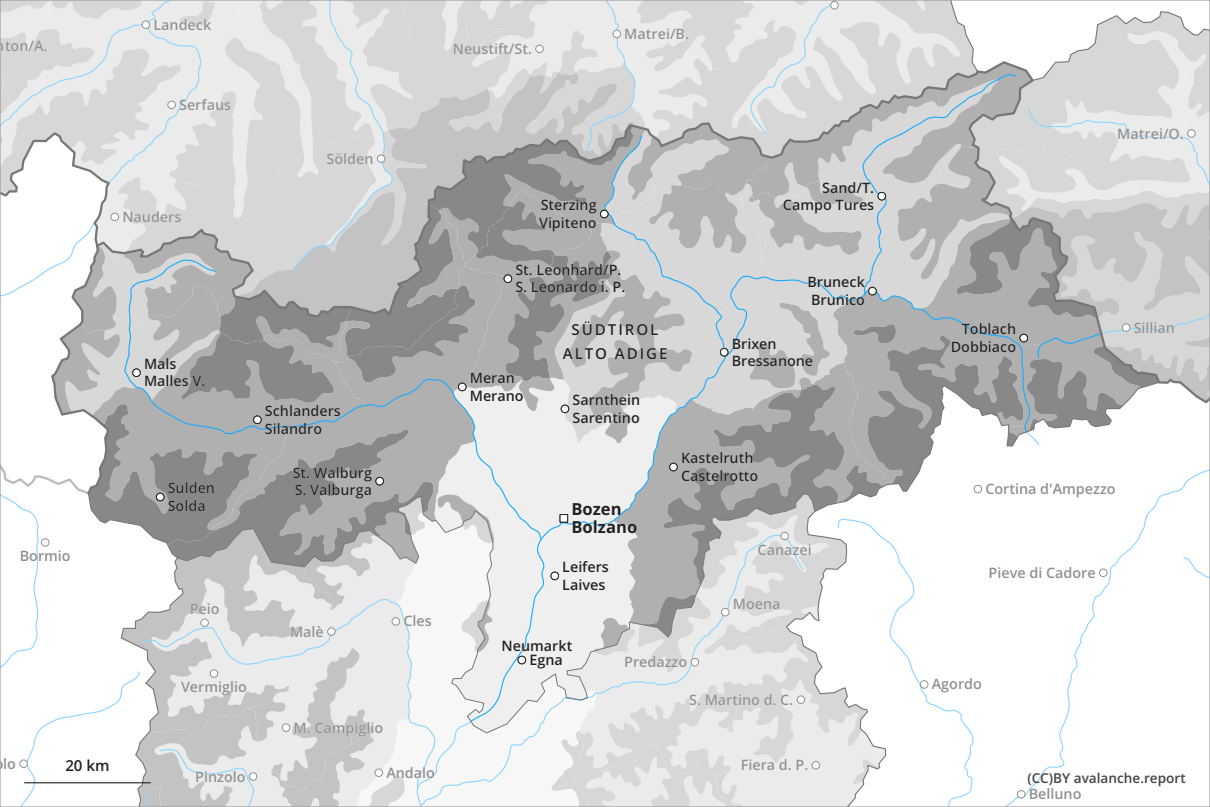 Landeck
nton/A.
Neustift/St.
Matrei/B.
Serfaus
Matrei/O.
Sölden
Nauders
Sand/T.
Campo Tures
Sterzing
Vipiteno
St. Leonhard/P.
S. Leonardo i. P.
Bruneck
Brunico
SÜDTIROL
ALTO ADIGE
Toblach
Dobbiaco
Sillian
Brixen
Bressanone
Mals
Malles V.
Meran
Merano
Sarnthein
Sarentino
Schlanders
Silandro
Kastelruth
Castelrotto
St. Walburg
S. Valburga
Sulden
Solda
Cortina d'Ampezzo
Bozen
Bolzano
Bormio
Canazei
Leifers
Laives
Pieve di Cadore
Peio
Moena
Malè
Cles
Neumarkt
Egna
Predazzo
Vermiglio
Agordo
S. Martino d. C.
M. Campiglio
olo
20 km
Pinzolo
Andalo
Fiera d. P.
(CC)BY avalanche.report
Belluno